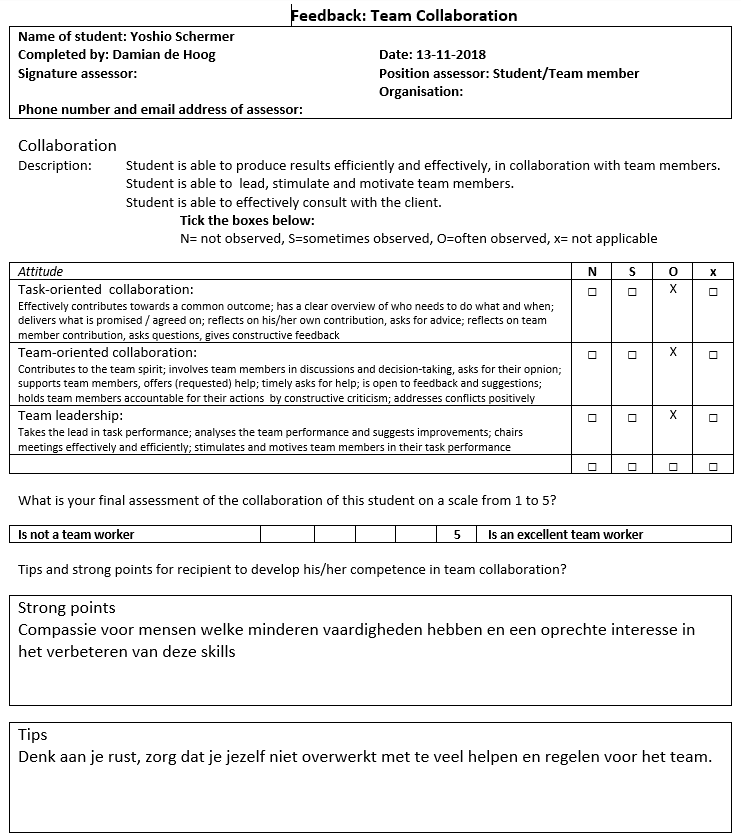 Feedback: Team Collaboration
Name of student: Yoshio Schermer
Completed by: Damian de Hoog Date: 13-11-2018
Signature assessor: Position assessor: Student/Team member
Organisation:
Phone number and email address of assessor:
Collaboration
Description: Student is able to produce results efficiently and effectively, in collaboration with team members.
Student is able to lead, stimulate and motivate team members.
Student is able to effectively consult with the client.
Tick the boxes below:
N= not observed, S=sometimes observed, O=often observed, x= not applicable
Attitude N S O x
Task-oriented collaboration: □ □ X □
Effectively contributes towards a common outcome; has a clear overview of who needs to do what and when;
delivers what is promised / agreed on; reflects on his/her own contribution, asks for advice; reflects on team
member contribution, asks questions, gives constructive feedback
Team-oriented collaboration: □ □ X □
Contributes to the team spirit; involves team members in discussions and decision-taking, asks for their opnion;
supports team members, offers (requested) help; timely asks for help; is open to feedback and suggestions;
holds team members accountable for their actions by constructive criticism; addresses conflicts positively
Team leadership: □ □ X □
Takes the lead in task performance; analyses the team performance and suggests improvements; chairs
meetings effectively and efficiently; stimulates and motives team members in their task performance
□ □ □ □
What is your final assessment of the collaboration of this student on a scale from 1 to 5?
Is not a team worker 5 Is an excellent team worker
Tips and strong points for recipient to develop his/her competence in team collaboration?
Strong points
Compassie voor mensen welke minderen vaardigheden hebben en een oprechte interesse in
het verbeteren van deze skills
Tips
Denk aan je rust, zorg dat je jezelf niet overwerkt met te veel helpen en regelen voor het team.